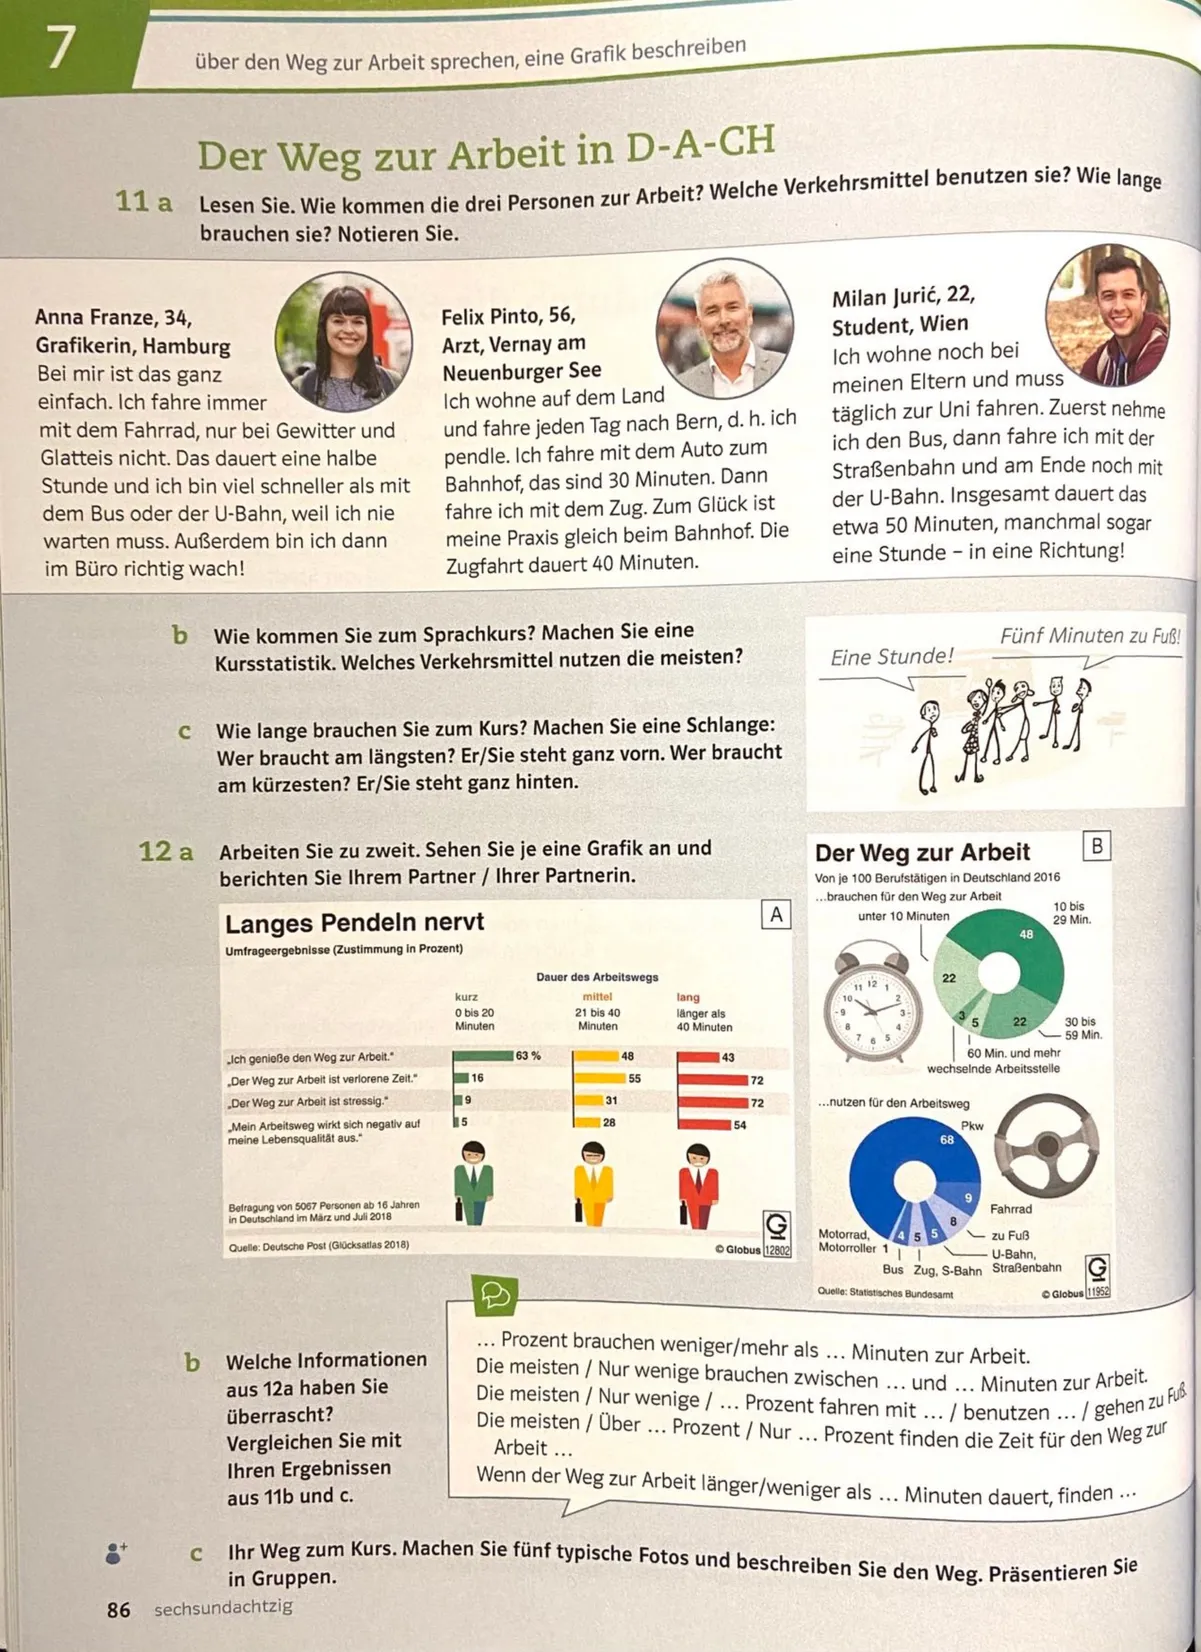 7
über den Weg zur Arbeit sprechen, eine Grafik beschreiben
Der Weg zur Arbeit in D-A-CH
11 a Lesen Sie. Wie kommen die drei Personen zur Arbeit? Welche Verkehrsmittel benutzen sie? Wie lange
brauchen sie? Notieren Sie.
Anna Franze, 34,
Grafikerin, Hamburg
Bei mir ist das ganz
einfach. Ich fahre immer
mit dem Fahrrad, nur bei Gewitter und
Glatteis nicht. Das dauert eine halbe
Stunde und ich bin viel schneller als mit
dem Bus oder der U-Bahn, weil ich nie
warten muss. Außerdem bin ich dann
im Büro richtig wach!
Felix Pinto, 56,
Arzt, Vernay am
Neuenburger See
Ich wohne auf dem Land
und fahre jeden Tag nach Bern, d. h. ich
pendle. Ich fahre mit dem Auto zum
Bahnhof, das sind 30 Minuten. Dann
fahre ich mit dem Zug. Zum Glück ist
meine Praxis gleich beim Bahnhof. Die
Zugfahrt dauert 40 Minuten.
Milan Jurić, 22,
Student, Wien
Ich wohne noch bei
meinen Eltern und muss
täglich zur Uni fahren. Zuerst nehme
ich den Bus, dann fahre ich mit der
Straßenbahn und am Ende noch mit
der U-Bahn. Insgesamt dauert das
etwa 50 Minuten, manchmal sogar
eine Stunde – in eine Richtung!
b Wie kommen Sie zum Sprachkurs? Machen Sie eine
Kursstatistik. Welches Verkehrsmittel nutzen die meisten?
c Wie lange brauchen Sie zum Kurs? Machen Sie eine Schlange:
Wer braucht am längsten? Er/Sie steht ganz vorn. Wer braucht
am kürzesten? Er/Sie steht ganz hinten.
Eine Stunde!
Fünf Minuten zu Fuß!
12 a Arbeiten Sie zu zweit. Sehen Sie je eine Grafik an und
berichten Sie Ihrem Partner / Ihrer Partnerin.
Langes Pendeln nervt
A
Umfrageergebnisse (Zustimmung in Prozent)
Dauer des Arbeitswegs
kurz mittel lang
0 bis 20 21 bis 40 länger als
Minuten Minuten 40 Minuten
„Ich genieße den Weg zur Arbeit.“ 63 % 48 43
„Der Weg zur Arbeit ist verlorene Zeit.“ 16 55 72
„Der Weg zur Arbeit ist stressig.“ 9 31 72
„Mein Arbeitsweg wirkt sich negativ auf 5 28 54
meine Lebensqualität aus.“
Befragung von 5067 Personen ab 16 Jahren
in Deutschland im März und Juli 2018
Quelle: Deutsche Post (Glücksatlas 2018)
G
© Globus 12802
Der Weg zur Arbeit
B
Von je 100 Berufstätigen in Deutschland 2016
...brauchen für den Weg zur Arbeit
unter 10 Minuten
10 bis
29 Min.
48
22
3
5
22
30 bis
59 Min.
60 Min. und mehr
wechselnde Arbeitsstelle
12
1
2
3
4
5
6
7
8
9
10
11
...nutzen für den Arbeitsweg
Pkw
68
9
Fahrrad
8
zu Fuß
4 5 5
Motorrad,
Motorroller 1
U-Bahn,
Straßenbahn
Bus Zug, S-Bahn
Quelle: Statistisches Bundesamt
G
© Globus 11952
b Welche Informationen
aus 12a haben Sie
überrascht?
Vergleichen Sie mit
Ihren Ergebnissen
aus 11b und c.
... Prozent brauchen weniger/mehr als ... Minuten zur Arbeit.
Die meisten / Nur wenige brauchen zwischen ... und ... Minuten zur Arbeit.
Die meisten / Nur wenige / ... Prozent fahren mit ... / benutzen ... / gehen zu Fuß.
Die meisten / Über ... Prozent / Nur ... Prozent finden die Zeit für den Weg zur
Arbeit ...
Wenn der Weg zur Arbeit länger/weniger als ... Minuten dauert, finden ...
c Ihr Weg zum Kurs. Machen Sie fünf typische Fotos und beschreiben Sie den Weg. Präsentieren Sie
in Gruppen.
86 sechsundachtzig